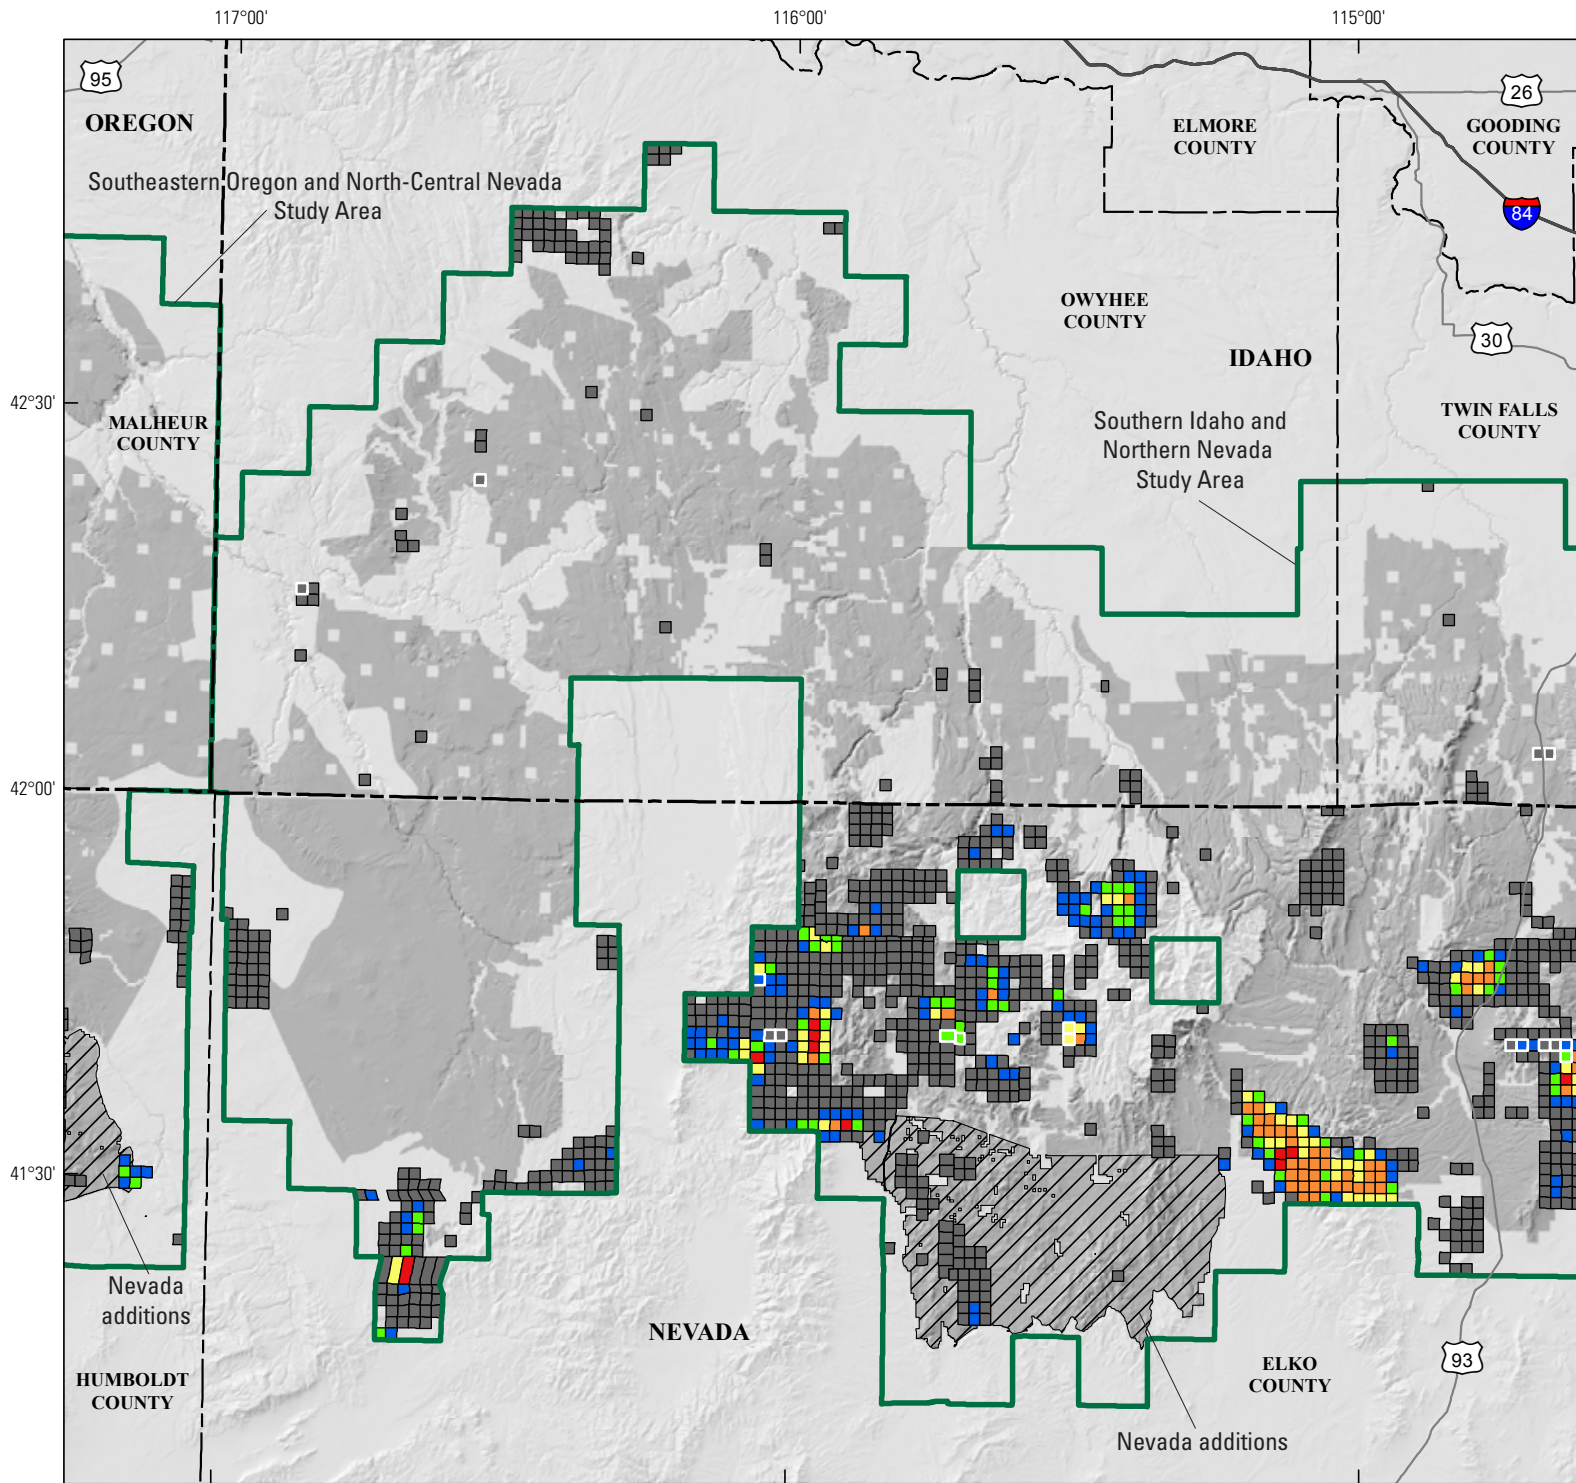 117°00'
116°00'
115°00'
95
26
OREGON
ELMORE
COUNTY
GOODING
COUNTY
Southeastern Oregon and North-Central Nevada
Study Area
84
OWYHEE
COUNTY
30
IDAHO
42°30'
MALHEUR
COUNTY
Southern Idaho and
Northern Nevada
Study Area
TWIN FALLS
COUNTY
42°00'
41°30'
Nevada
additions
NEVADA
HUMBOLDT
COUNTY
ELKO
COUNTY
93
Nevada additions